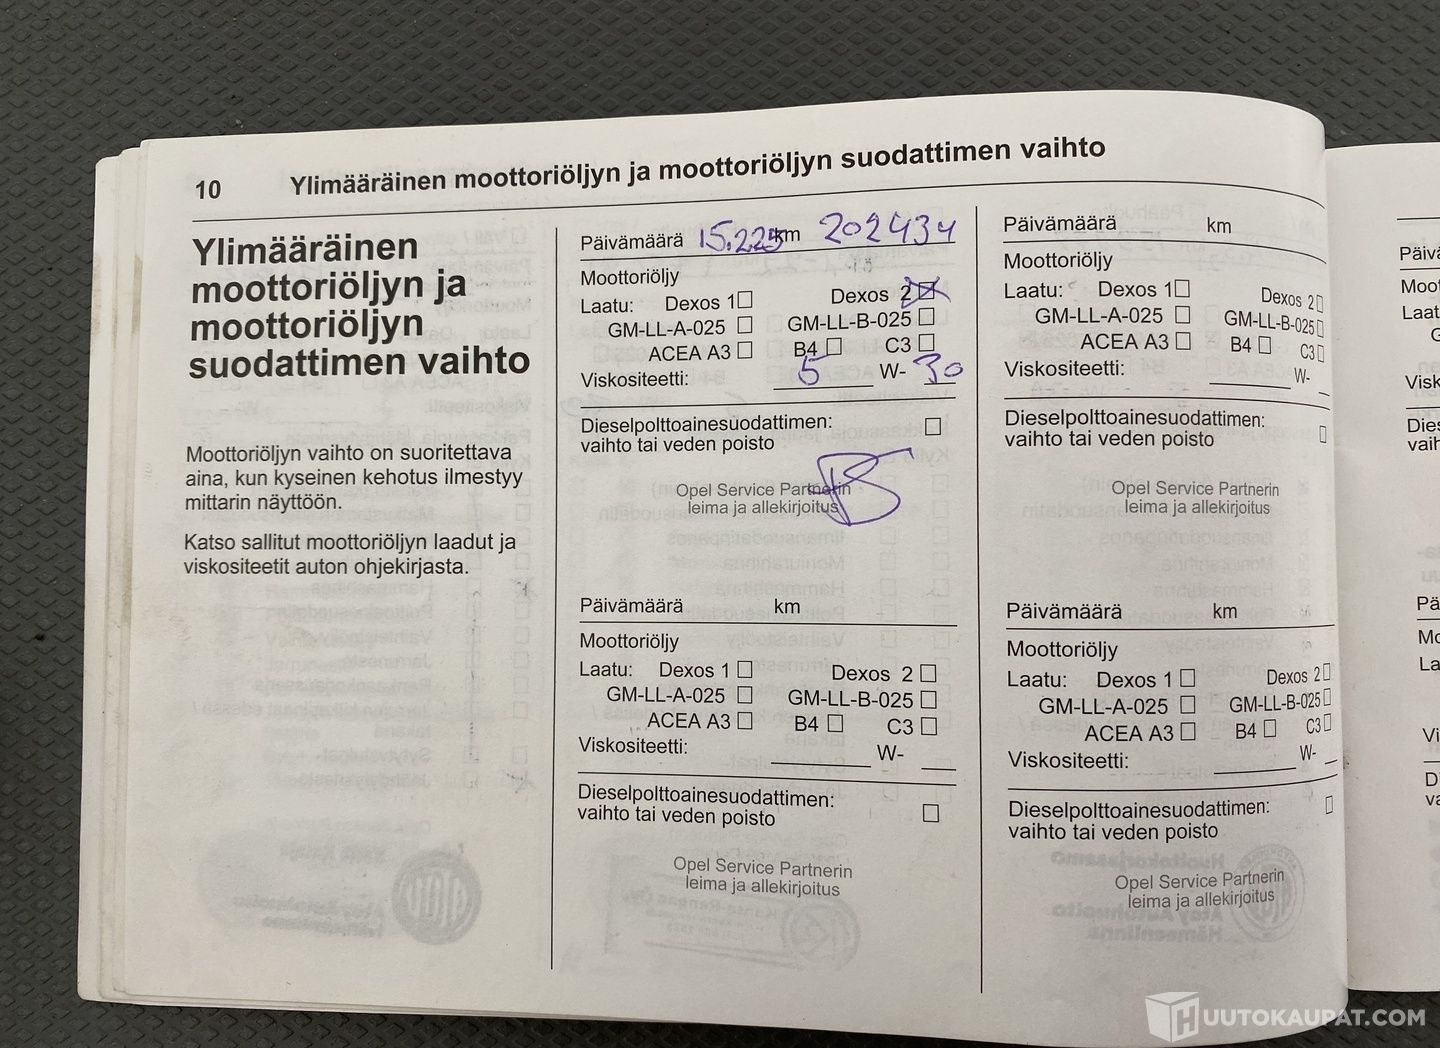 10 Ylimääräinen moottoriöljyn ja moottoriöljyn suodattimen vaihto
Ylimääräinen
moottoriöljyn ja
moottoriöljyn
suodattimen vaihto
Moottoriöljyn vaihto on suoritettava
aina, kun kyseinen kehotus ilmestyy
mittarin näyttöön.
Katso sallitut moottoriöljyn laadut ja
viskositeetit auton ohjekirjasta.
Päivämäärä 15.2.25 km 202434
Moottoriöljy
Laatu: Dexos 1 Dexos 2
GM-LL-A-025 GM-LL-B-025
ACEA A3 B4 C3
Viskositeetti: 5 W- 30
Dieselpolttoainesuodattimen:
vaihto tai veden poisto
Opel Service Partnerin
leima ja allekirjoitus
Päivämäärä km
Moottoriöljy
Laatu: Dexos 1 Dexos 2
GM-LL-A-025 GM-LL-B-025
ACEA A3 B4 C3
Viskositeetti: W-
Dieselpolttoainesuodattimen:
vaihto tai veden poisto
Opel Service Partnerin
leima ja allekirjoitus
Päivämäärä km
Moottoriöljy
Laatu: Dexos 1 Dexos 2
GM-LL-A-025 GM-LL-B-025
ACEA A3 B4 C3
Viskositeetti: W-
Dieselpolttoainesuodattimen:
vaihto tai veden poisto
Opel Service Partnerin
leima ja allekirjoitus
Päivämäärä km
Moottoriöljy
Laatu: Dexos 1 Dexos 2
GM-LL-A-025 GM-LL-B-025
ACEA A3 B4 C3
Viskositeetti: W-
Dieselpolttoainesuodattimen:
vaihto tai veden poisto
Opel Service Partnerin
leima ja allekirjoitus
HUUTOKAUPAT.COM